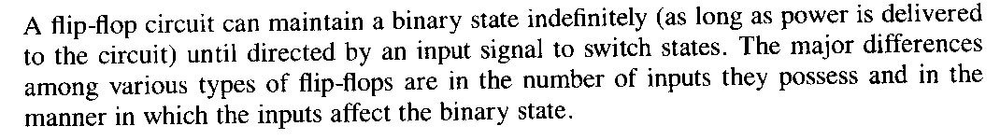 A flip-flop circuit can maintain a binary state indefinitely (as long as power is delivered
to the circuit) until directed by an input signal to switch states. The major differences
among various types of flip-flops are in the number of inputs they possess and in the
manner in which the inputs affect the binary state.